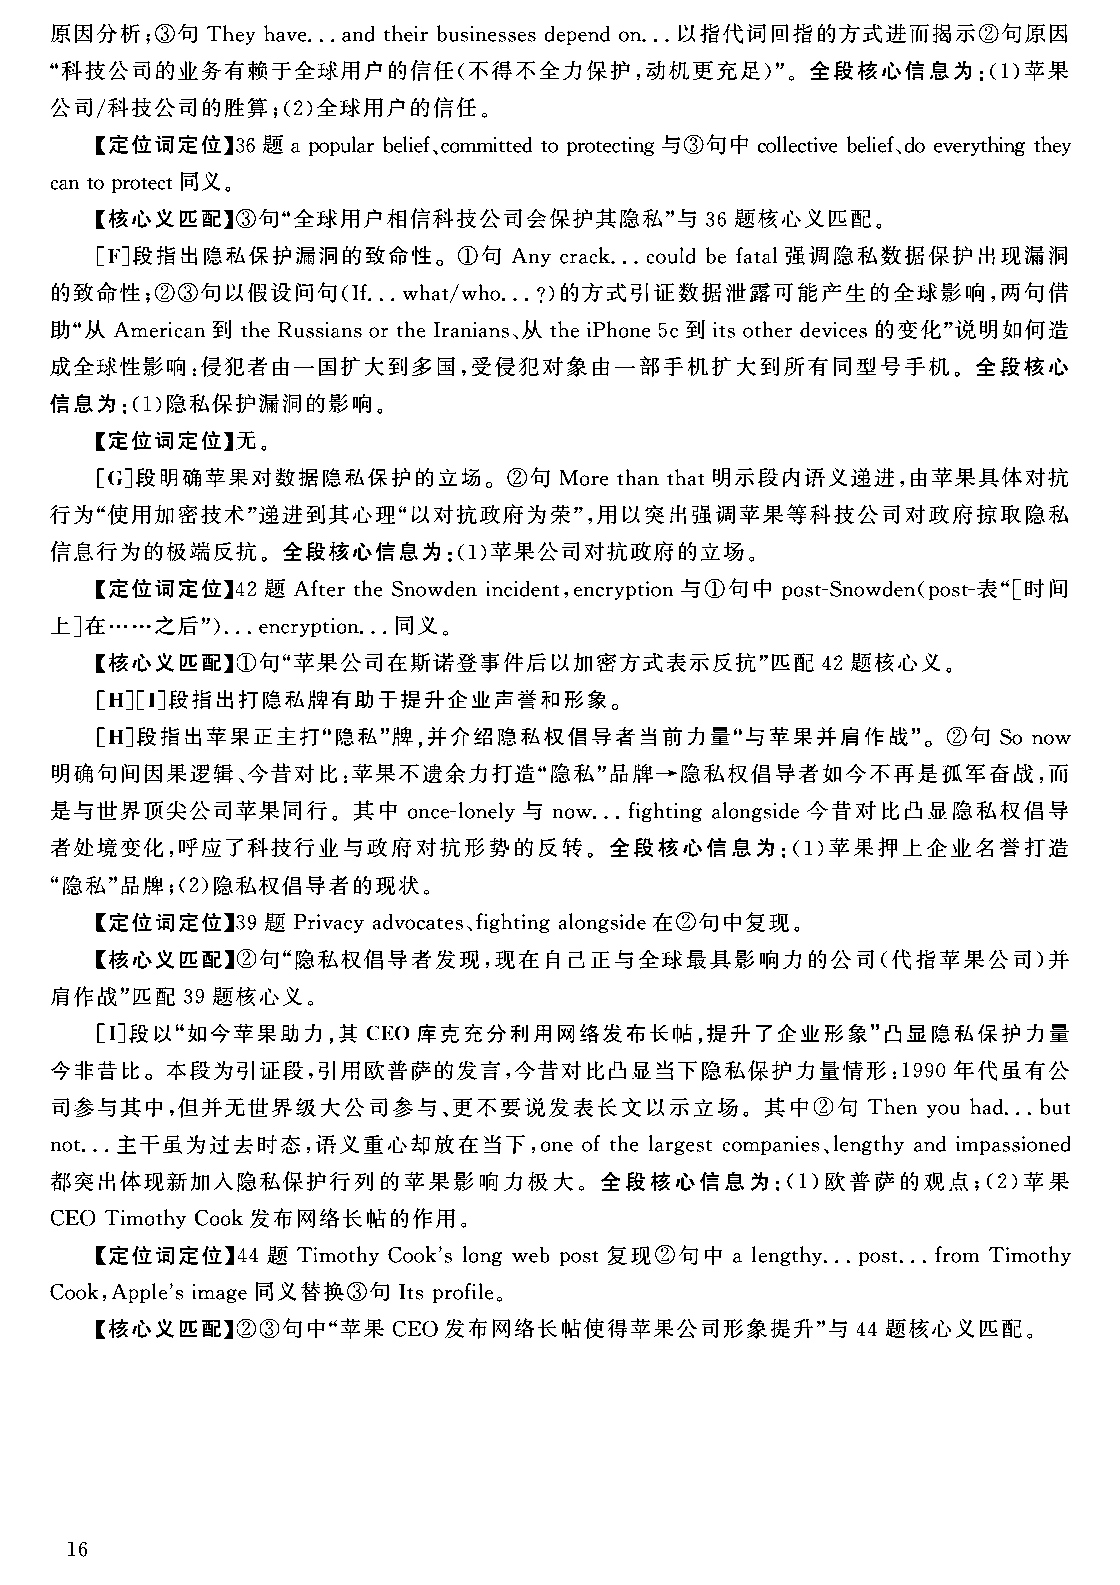 原因分析;③句 They have...and their businesses depend on...以指代词回指的方式进而揭示②句原因
“科技公司的业务有赖于全球用户的信任(不得不全力保护,动机更充足)”。全段核心信息为:(1)苹果
公司/科技公司的胜算;(2)全球用户的信任。
【定位词定位】36 题 a popular belief、committed to protecting 与③句中 collective belief、do everything they
can to protect 同义。
【核心义匹配】③句“全球用户相信科技公司会保护其隐私”与 36 题核心义匹配。
[F]段指出隐私保护漏洞的致命性。①句 Any crack...could be fatal 强调隐私数据保护出现漏洞
的致命性;②③句以假设问句(If...what/who...?)的方式引证数据泄露可能产生的全球影响,两句借
助“从 American 到 the Russians or the Iranians、从 the iPhone 5c 到 its other devices 的变化”说明如何造
成全球性影响:侵犯者由一国扩大到多国,受侵犯对象由一部手机扩大到所有同型号手机。全段核心
信息为:(1)隐私保护漏洞的影响。
【定位词定位】无。
[G]段明确苹果对数据隐私保护的立场。②句 More than that 明示段内语义递进,由苹果具体对抗
行为“使用加密技术”递进到其心理“以对抗政府为荣”,用以突出强调苹果等科技公司对政府掠取隐私
信息行为的极端反抗。全段核心信息为:(1)苹果公司对抗政府的立场。
【定位词定位】42 题 After the Snowden incident,encryption 与①句中 post-Snowden(post-表“[时间
上]在……之后”)...encryption...同义。
【核心义匹配】①句“苹果公司在斯诺登事件后以加密方式表示反抗”匹配 42 题核心义。
[H][I]段指出打隐私牌有助于提升企业声誉和形象。
[H]段指出苹果正主打“隐私”牌,并介绍隐私权倡导者当前力量“与苹果并肩作战”。②句 So now
明确句间因果逻辑、今昔对比:苹果不遗余力打造“隐私”品牌→隐私权倡导者如今不再是孤军奋战,而
是与世界顶尖公司苹果同行。其中 once-lonely 与 now...fighting alongside 今昔对比凸显隐私权倡导
者处境变化,呼应了科技行业与政府对抗形势的反转。全段核心信息为:(1)苹果押上企业名誉打造
“隐私”品牌;(2)隐私权倡导者的现状。
【定位词定位】39 题 Privacy advocates、fighting alongside 在②句中复现。
【核心义匹配】②句“隐私权倡导者发现,现在自己正与全球最具影响力的公司(代指苹果公司)并
肩作战”匹配 39 题核心义。
[I]段以“如今苹果助力,其 CEO 库克充分利用网络发布长帖,提升了企业形象”凸显隐私保护力量
今非昔比。本段为引证段,引用欧普萨的发言,今昔对比凸显当下隐私保护力量情形:1990 年代虽有公
司参与其中,但并无世界级大公司参与、更不要说发表长文以示立场。其中②句 Then you had...but
not...主干虽为过去时态,语义重心却放在当下,one of the largest companies、lengthy and impassioned
都突出体现新加入隐私保护行列的苹果影响力极大。全段核心信息为:(1)欧普萨的观点;(2)苹果
CEO Timothy Cook 发布网络长帖的作用。
【定位词定位】44 题 Timothy Cook's long web post 复现②句中 a lengthy...post...from Timothy
Cook,Apple's image 同义替换③句 Its profile。
【核心义匹配】②③句中“苹果 CEO 发布网络长帖使得苹果公司形象提升”与 44 题核心义匹配。
16